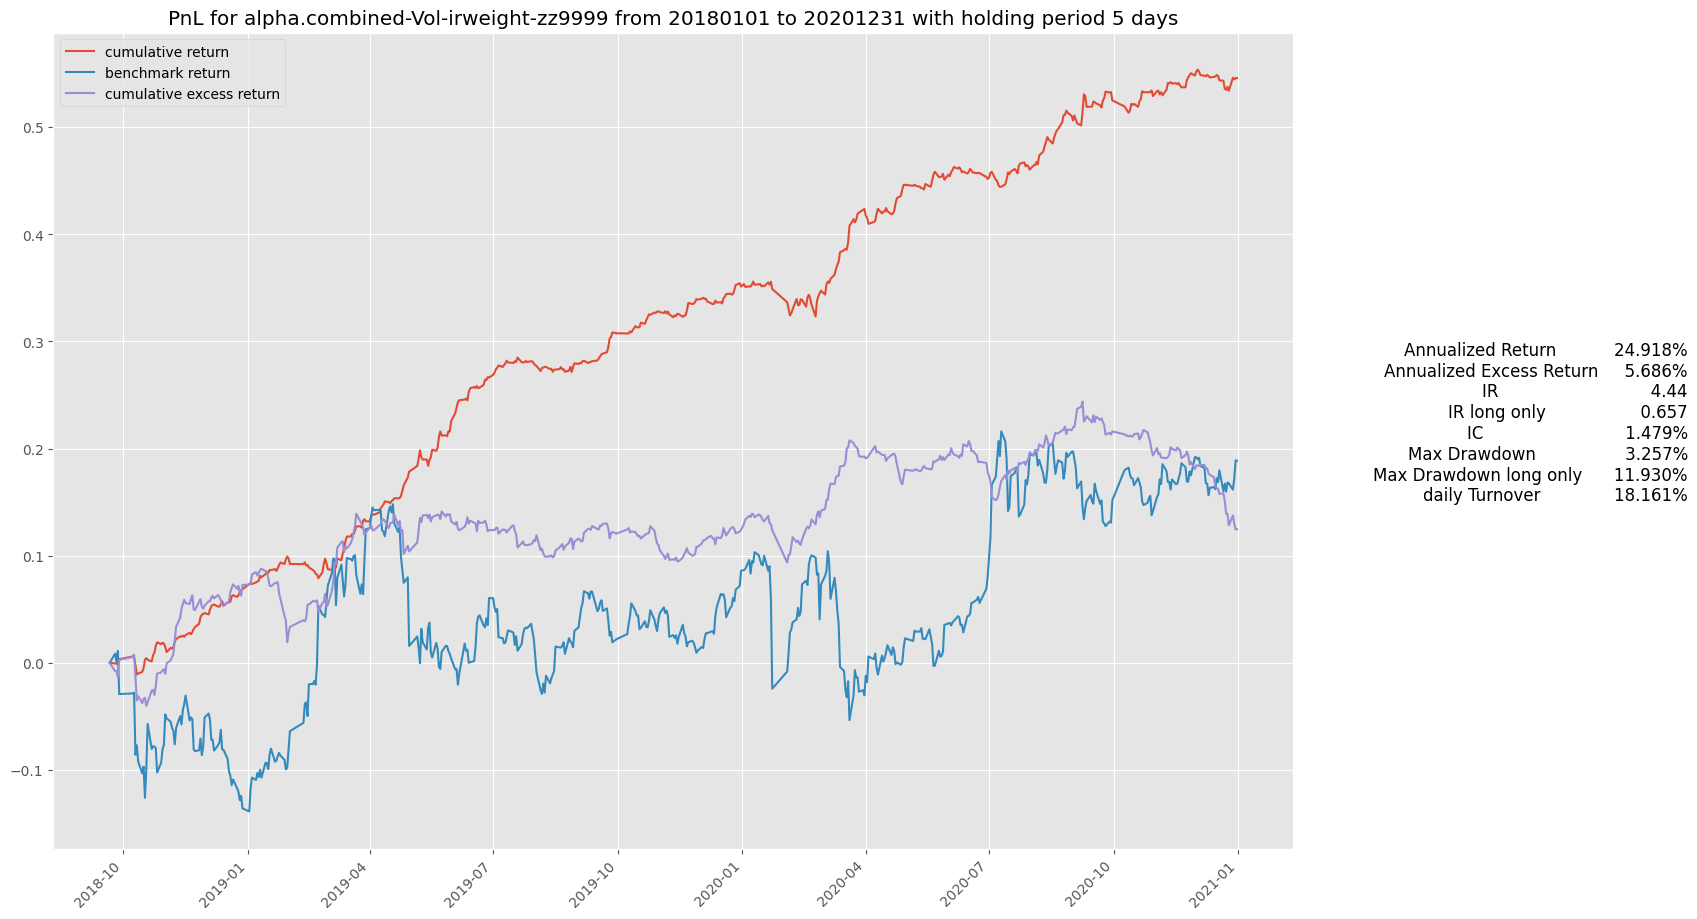 PnL for alpha.combined-Vol-irweight-zz9999 from 20180101 to 20201231 with holding period 5 days
cumulative return
benchmark return
cumulative excess return
0.5
0.4
0.3
0.2
0.1
0.0
−0.1
2018-10
2019-01
2019-04
2019-07
2019-10
2020-01
2020-04
2020-07
2020-10
2021-01
Annualized Return 24.918%
Annualized Excess Return 5.686%
IR 4.44
IR long only 0.657
IC 1.479%
Max Drawdown 3.257%
Max Drawdown long only 11.930%
daily Turnover 18.161%